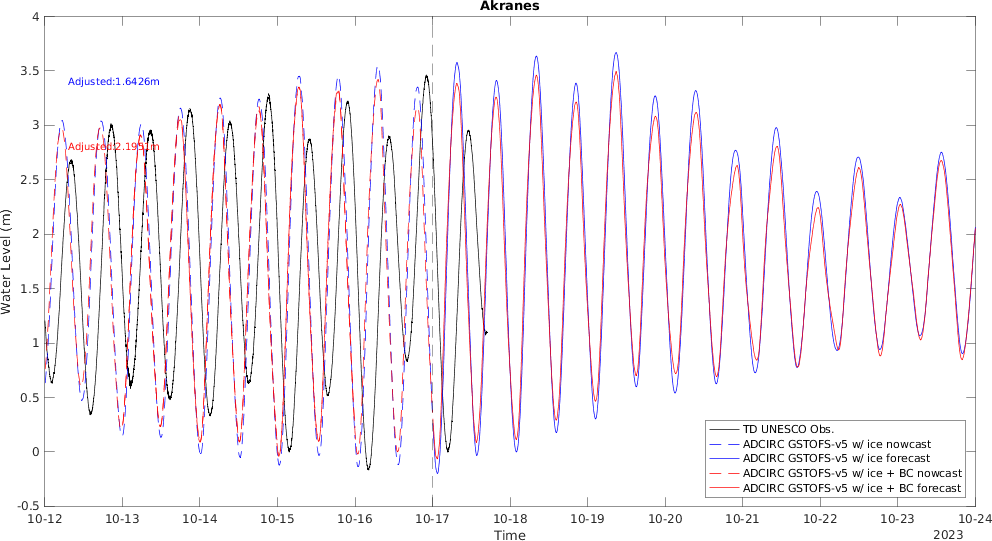 Akranes
4
3.5
3
2.5
2
1.5
1
0.5
0
-0.5
Water Level (m)
Adjusted:1.6426m
TD UNESCO Obs.
ADCIRC GSTOFS-v5 w/ ice nowcast
ADCIRC GSTOFS-v5 w/ ice forecast
ADCIRC GSTOFS-v5 w/ ice + BC nowcast
ADCIRC GSTOFS-v5 w/ ice + BC forecast
10-12 10-13 10-14 10-15 10-16 10-17 10-18 10-19 10-20 10-21 10-22 10-23 10-24
Time
2023